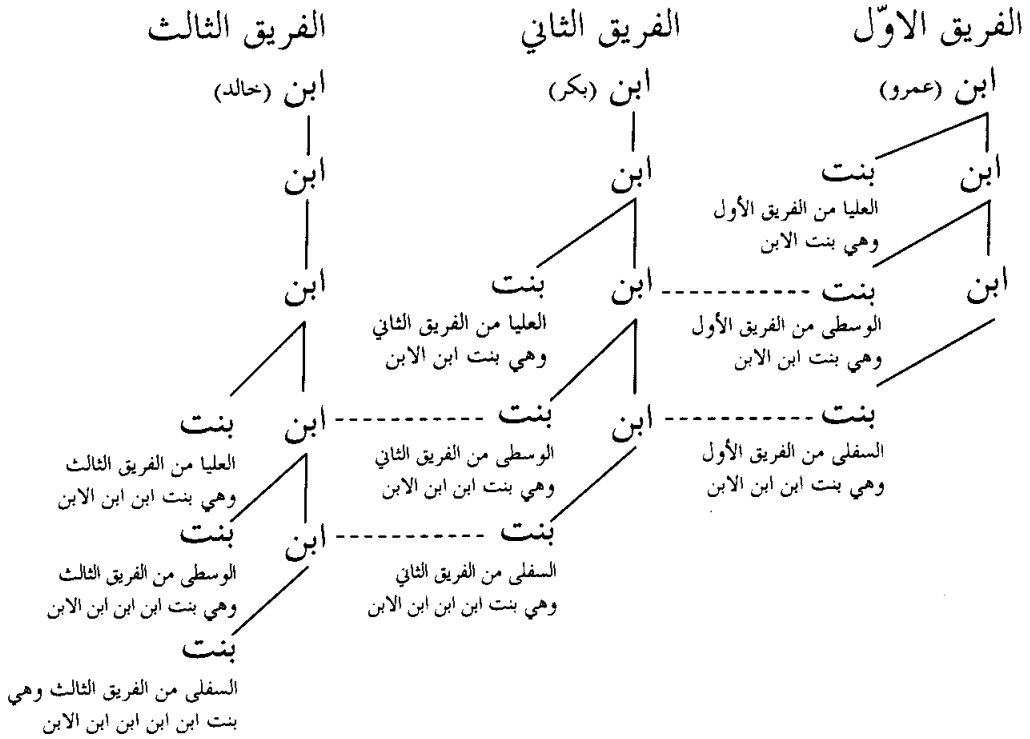 الفريق الاوّل
الفريق الثاني
الفريق الثالث
ابن (عمرو)
ابن (بكر)
ابن (خالد)
ابن
بنت
ابن
ابن
العليا من الفريق الأول
وهي بنت الابن
ابن
بنت
ابن
بنت
ابن
الوسطى من الفريق الأول
وهي بنت ابن الابن
العليا من الفريق الثاني
وهي بنت ابن الابن
بنت
ابن
بنت
ابن
بنت
السفلى من الفريق الأول
وهي بنت ابن ابن الابن
الوسطى من الفريق الثاني
وهي بنت ابن ابن الابن
العليا من الفريق الثالث
وهي بنت ابن ابن الابن
بنت
ابن
بنت
السفلى من الفريق الثاني
وهي بنت ابن ابن ابن الابن
الوسطى من الفريق الثالث
وهي بنت ابن ابن ابن الابن
بنت
السفلى من الفريق الثالث وهي
بنت ابن ابن ابن ابن الابن